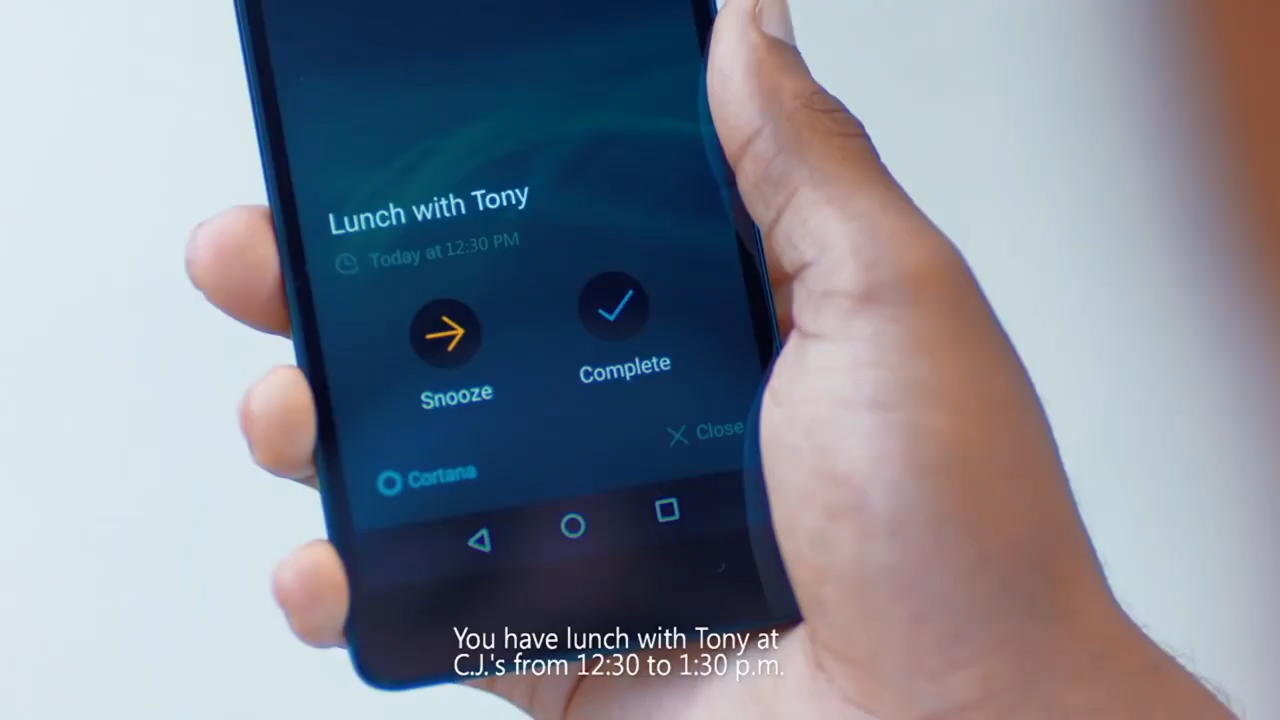 Lunch with Tony
Today at 12:30 PM
Snooze
Complete
Close
Cortana
You have lunch with Tony at
C.J.'s from 12:30 to 1:30 p.m.